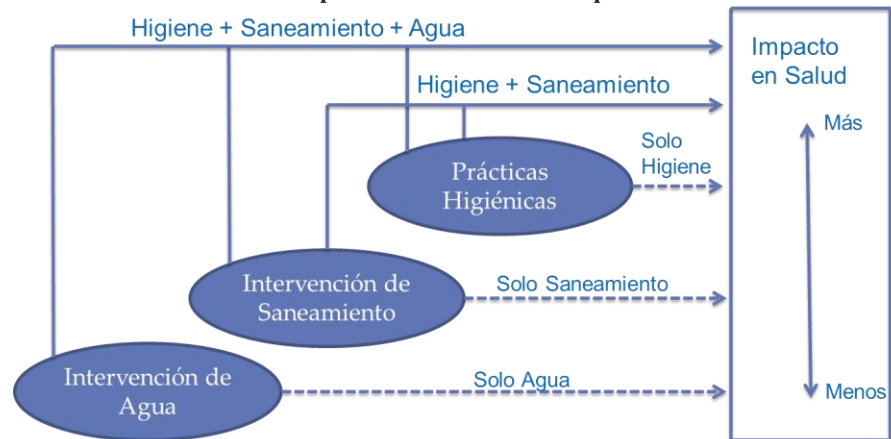 Higiene + Saneamiento + Agua
Impacto
en Salud
Higiene + Saneamiento
Más
Solo
Higiene
Prácticas
Higiénicas
Intervención de
Saneamiento
Solo Saneamiento
Intervención de
Agua
Solo Agua
Menos